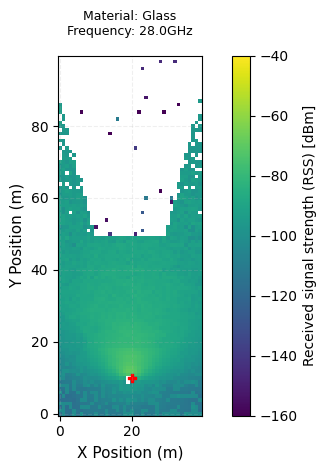 Material: Glass
Frequency: 28.0GHz
80
60
40
20
0
0
20
X Position (m)
Y Position (m)
−40
−60
−80
−100
−120
−140
−160
Received signal strength (RSS) [dBm]